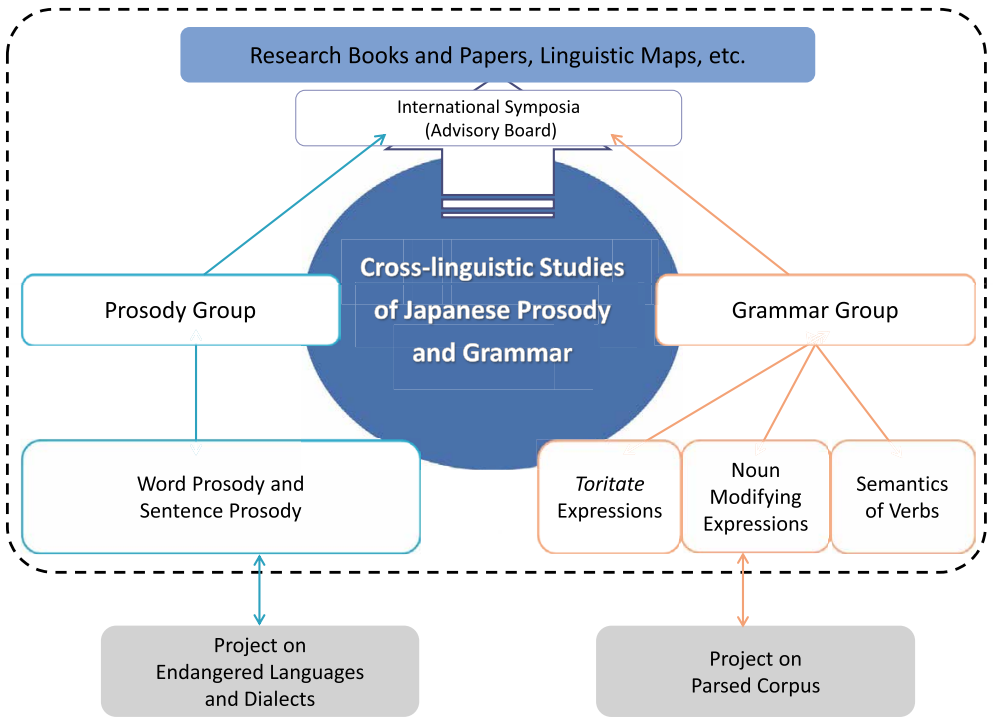 Research Books and Papers, Linguistic Maps, etc.
International Symposia
(Advisory Board)
Cross-linguistic Studies
of Japanese Prosody
and Grammar
Prosody Group
Grammar Group
Word Prosody and
Sentence Prosody
Toritate
Expressions
Noun
Modifying
Expressions
Semantics
of Verbs
Project on
Endangered Languages
and Dialects
Project on
Parsed Corpus